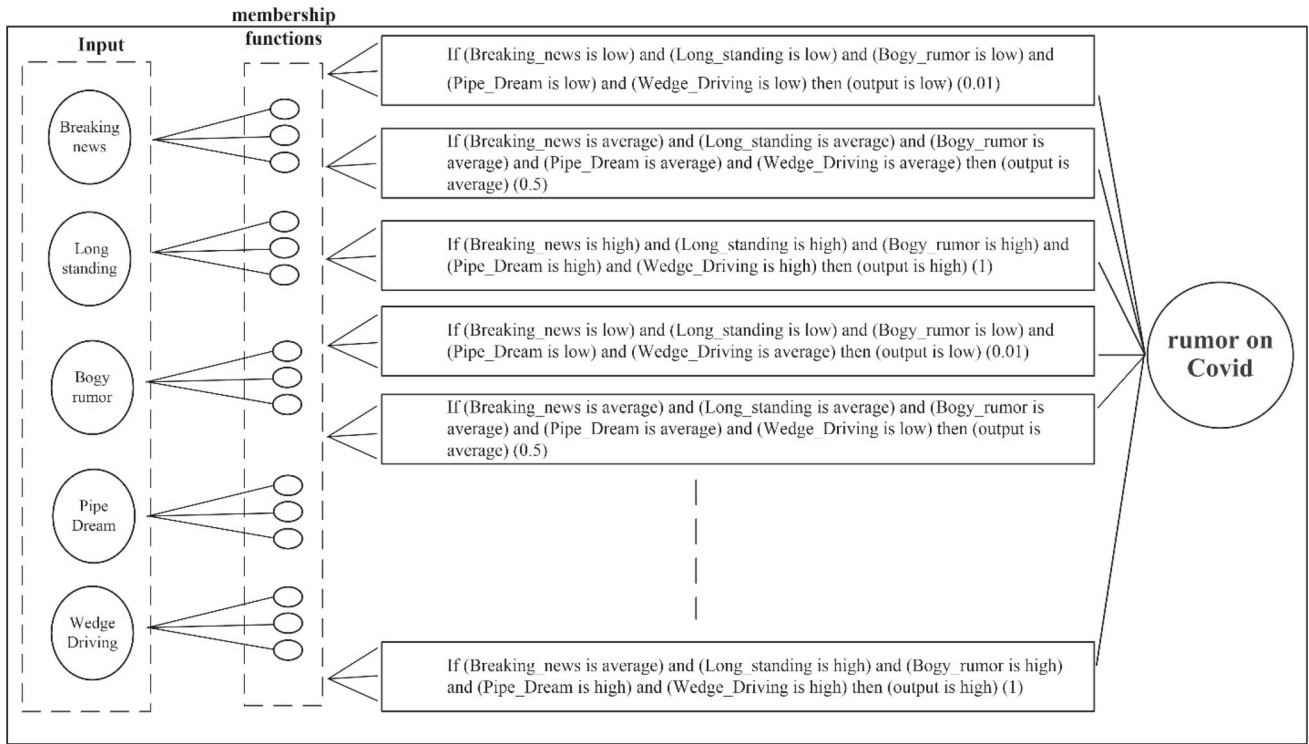 membership
functions
Input
Breaking
news
Long
standing
Bogy
rumor
Pipe
Dream
Wedge
Driving
If (Breaking_news is low) and (Long_standing is low) and (Bogy_rumor is low) and
(Pipe_Dream is low) and (Wedge_Driving is low) then (output is low) (0.01)
If (Breaking_news is average) and (Long_standing is average) and (Bogy_rumor is
average) and (Pipe_Dream is average) and (Wedge_Driving is average) then (output is
average) (0.5)
If (Breaking_news is high) and (Long_standing is high) and (Bogy_rumor is high) and
(Pipe_Dream is high) and (Wedge_Driving is high) then (output is high) (1)
If (Breaking_news is low) and (Long_standing is low) and (Bogy_rumor is low) and
(Pipe_Dream is low) and (Wedge_Driving is average) then (output is low) (0.01)
If (Breaking_news is average) and (Long_standing is average) and (Bogy_rumor is
average) and (Pipe_Dream is average) and (Wedge_Driving is low) then (output is
average) (0.5)
If (Breaking_news is average) and (Long_standing is high) and (Bogy_rumor is high)
and (Pipe_Dream is high) and (Wedge_Driving is high) then (output is high) (1)
rumor on
Covid